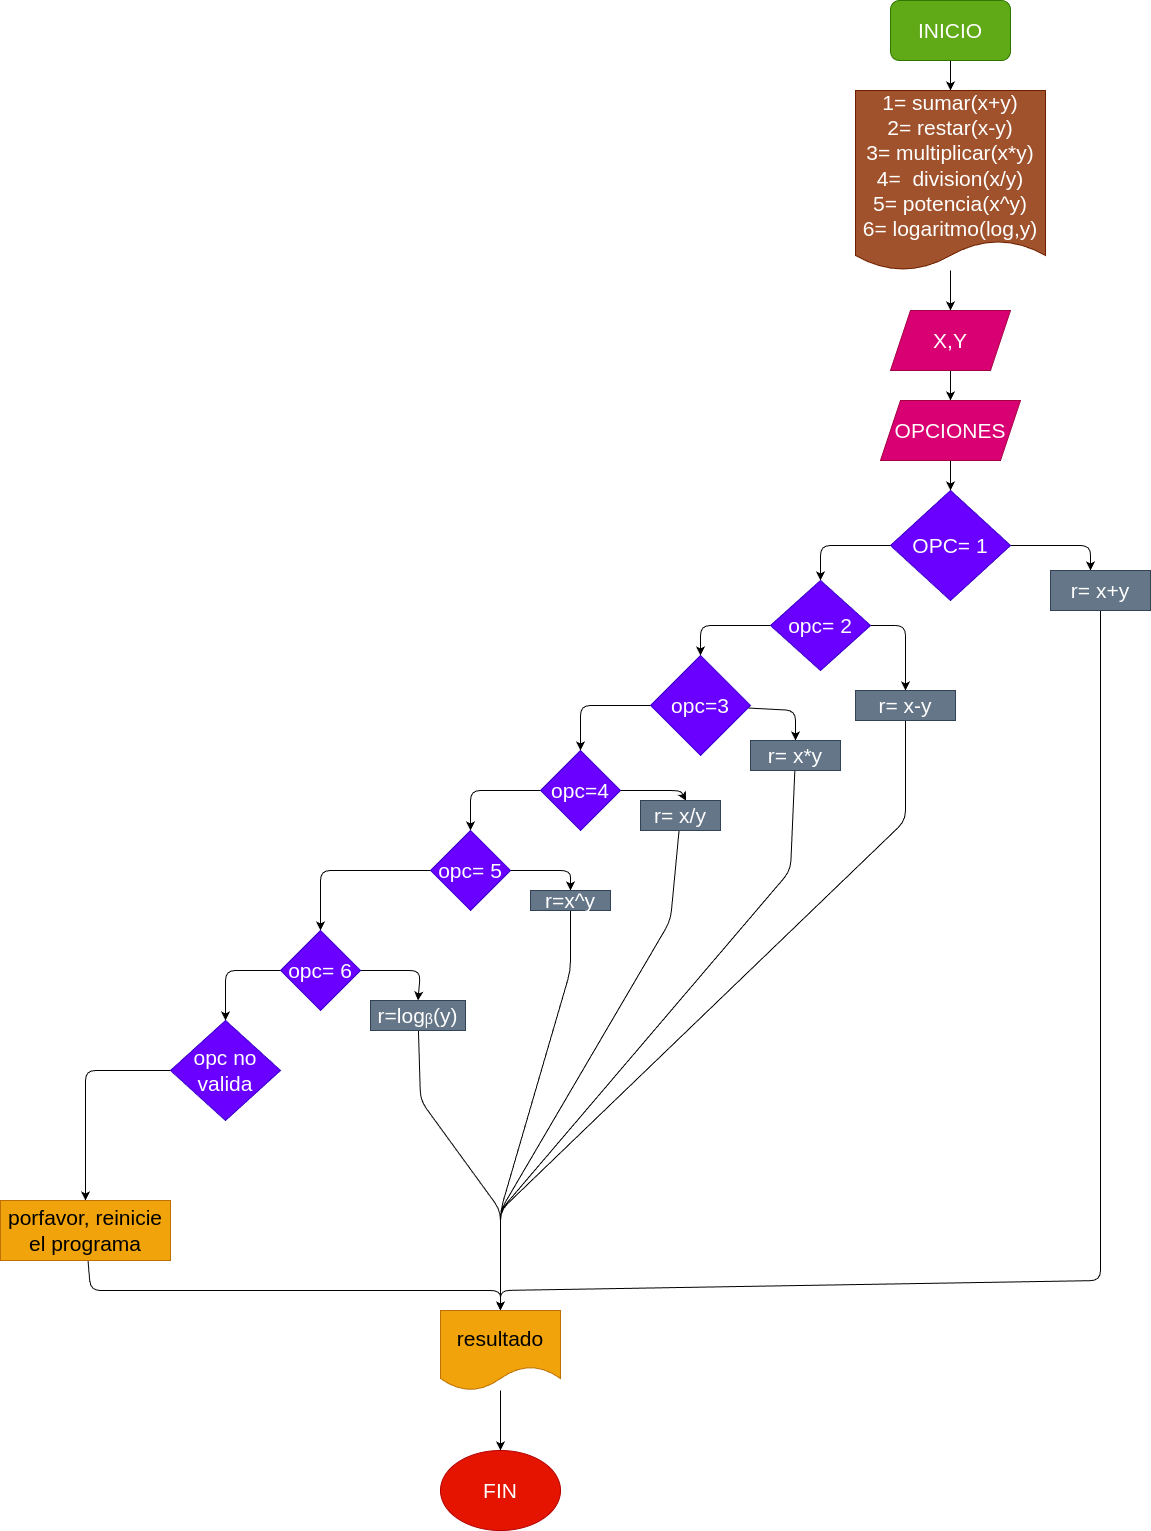 INICIO
1= sumar(x+y)
2= restar(x-y)
3= multiplicar(x*y)
4=  division(x/y)
5= potencia(x^y)
6= logaritmo(log,y)
X,Y
OPCIONES
OPC= 1
r= x+y
opc= 2
r= x-y
opc=3
r= x*y
opc=4
r= x/y
opc= 5
r=x^y
opc= 6
r=logᵦ(y)
opc no
valida
porfavor, reinicie
el programa
resultado
FIN